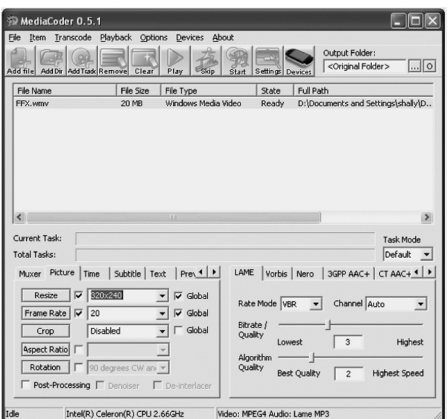 MediaCoder 0.5.1
File Item Transcode Playback Options Devices About
Add file Add Dir Add Track Remove Clear Play Skip Start Settings Devices
Output Folder:
<Original Folder> ... O
File Name File Size File Type State Full Path
FFX.wmv 20 MB Windows Media Video Ready D:\Documents and Settings\shally\D...
Current Task:
Task Mode
Total Tasks:
Default
Muxer Picture Time Subtitle Text Prev
LAME Vorbis Nero 3GPP AAC+ CT AAC+
Resize 320x240 Global
Frame Rate 20 Global
Crop Disabled Global
Aspect Ratio
Rotation 90 degrees CW an
Post-Processing Denoiser De-interlacer
Rate Mode VBR Channel Auto
Bitrate /
Quality
Lowest 3 Highest
Algorithm
Quality
Best Quality 2 Highest Speed
Idle Intel(R) Celeron(R) CPU 2.66GHz Video: MPEG4 Audio: Lame MP3